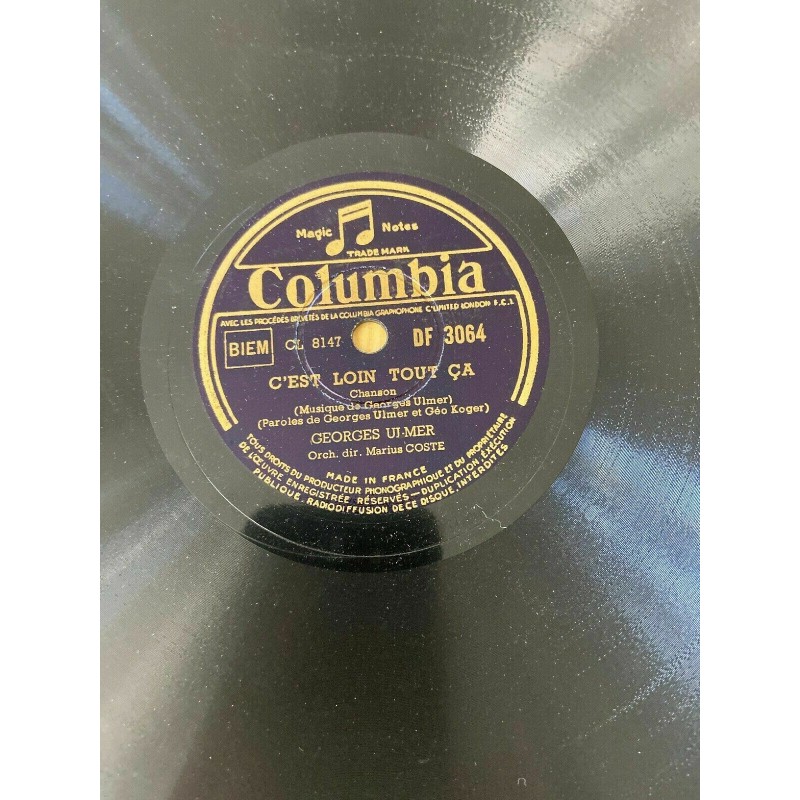 Magic Notes
TRADE MARK
Columbia
AVEC LES PROCÉDÉS BREVETÉS DE LA COLUMBIA GRAPHOPHONE C^Y LIMITED LONDON F.C.1.
BIEM CL 8147 DF 3064
C'EST LOIN TOUT ÇA
Chanson
(Musique de Georges Ulmer)
(Paroles de Georges Ulmer et Géo Koger)
GEORGES ULMER
Orch. dir. Marius COSTE
MADE IN FRANCE
TOUS DROITS DU PRODUCTEUR PHONOGRAPHIQUE ET DU PROPRIÉTAIRE
DE L'ŒUVRE ENREGISTRÉE RÉSERVÉS — DUPLICATION EXÉCUTION
PUBLIQUE, RADIODIFFUSION DE CE DISQUE INTERDITES